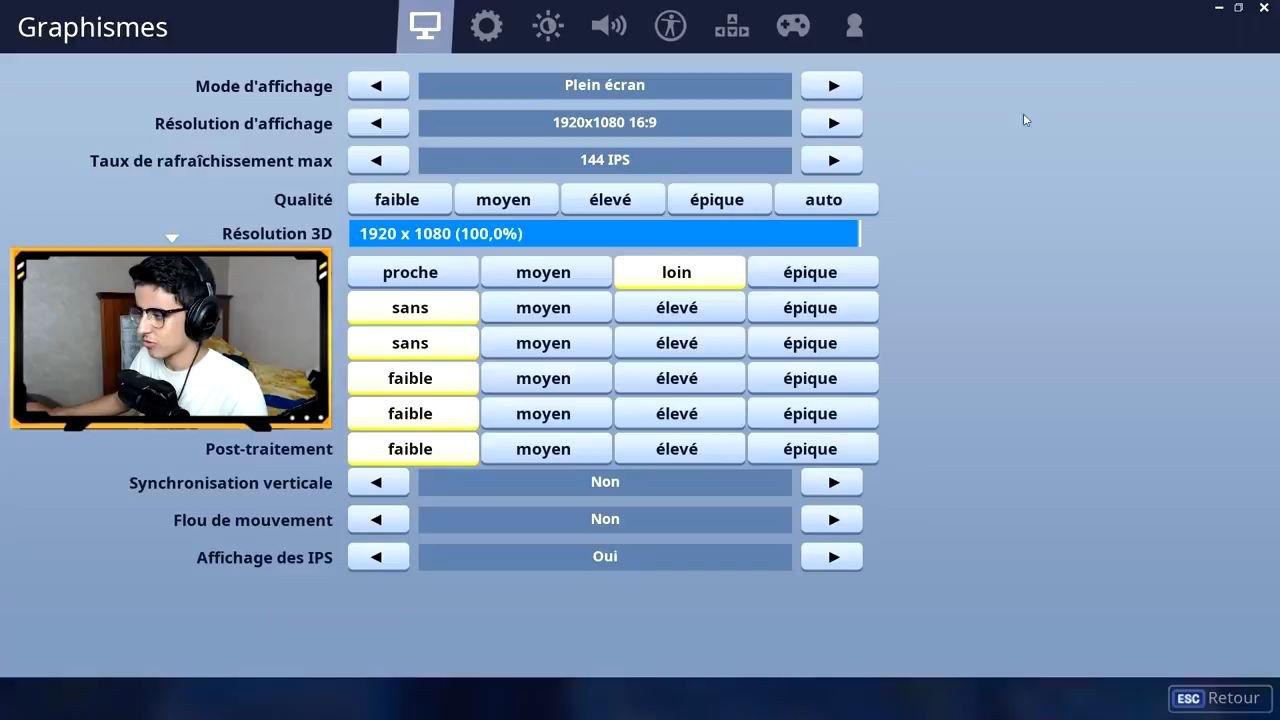 Graphismes
Mode d'affichage ◀ Plein écran ▶
Résolution d'affichage ◀ 1920x1080 16:9 ▶
Taux de rafraîchissement max ◀ 144 IPS ▶
Qualité faible moyen élevé épique auto
Résolution 3D 1920 x 1080 (100,0%)
proche moyen loin épique
sans moyen élevé épique
sans moyen élevé épique
faible moyen élevé épique
faible moyen élevé épique
Post-traitement faible moyen élevé épique
Synchronisation verticale ◀ Non ▶
Flou de mouvement ◀ Non ▶
Affichage des IPS ◀ Oui ▶
ESC Retour